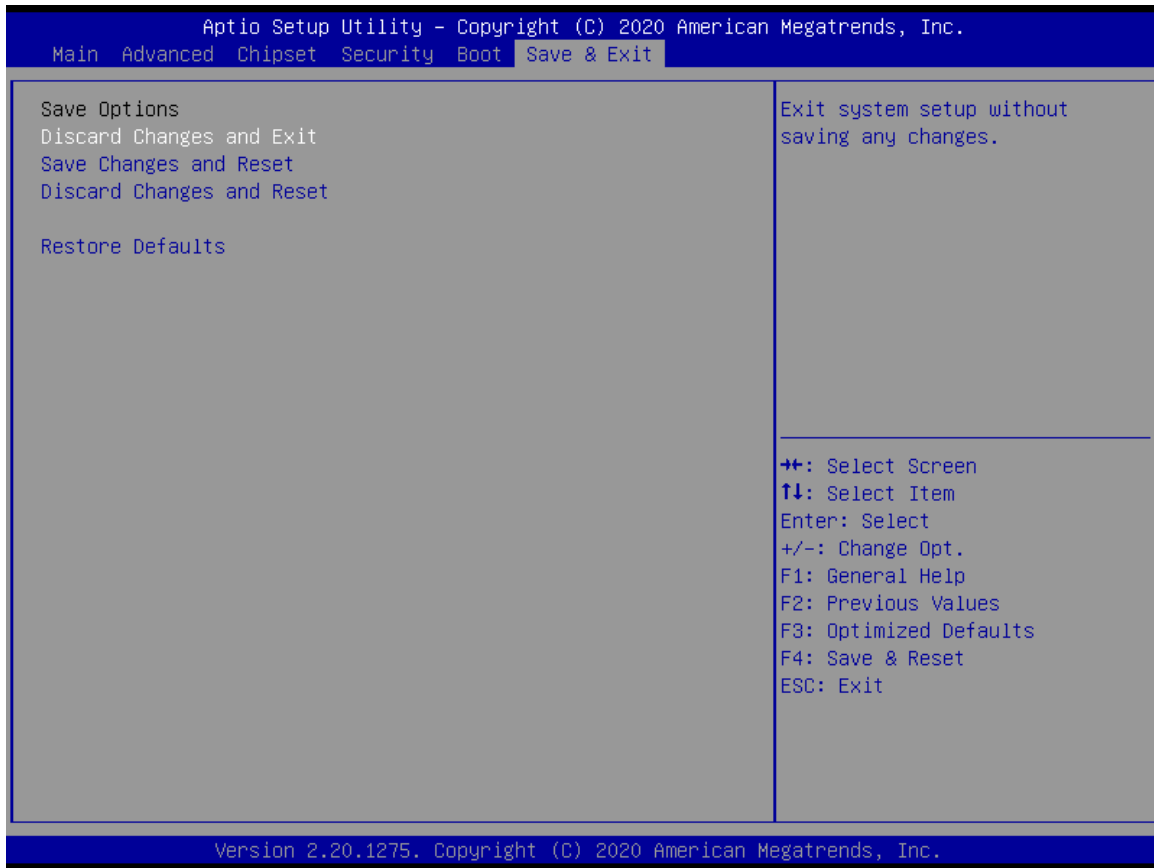 Aptio Setup Utility – Copyright (C) 2020 American Megatrends, Inc.
Main Advanced Chipset Security Boot Save & Exit
Save Options
Discard Changes and Exit
Save Changes and Reset
Discard Changes and Reset
Restore Defaults
Exit system setup without
saving any changes.
→←: Select Screen
↑↓: Select Item
Enter: Select
+/-: Change Opt.
F1: General Help
F2: Previous Values
F3: Optimized Defaults
F4: Save & Reset
ESC: Exit
Version 2.20.1275. Copyright (C) 2020 American Megatrends, Inc.